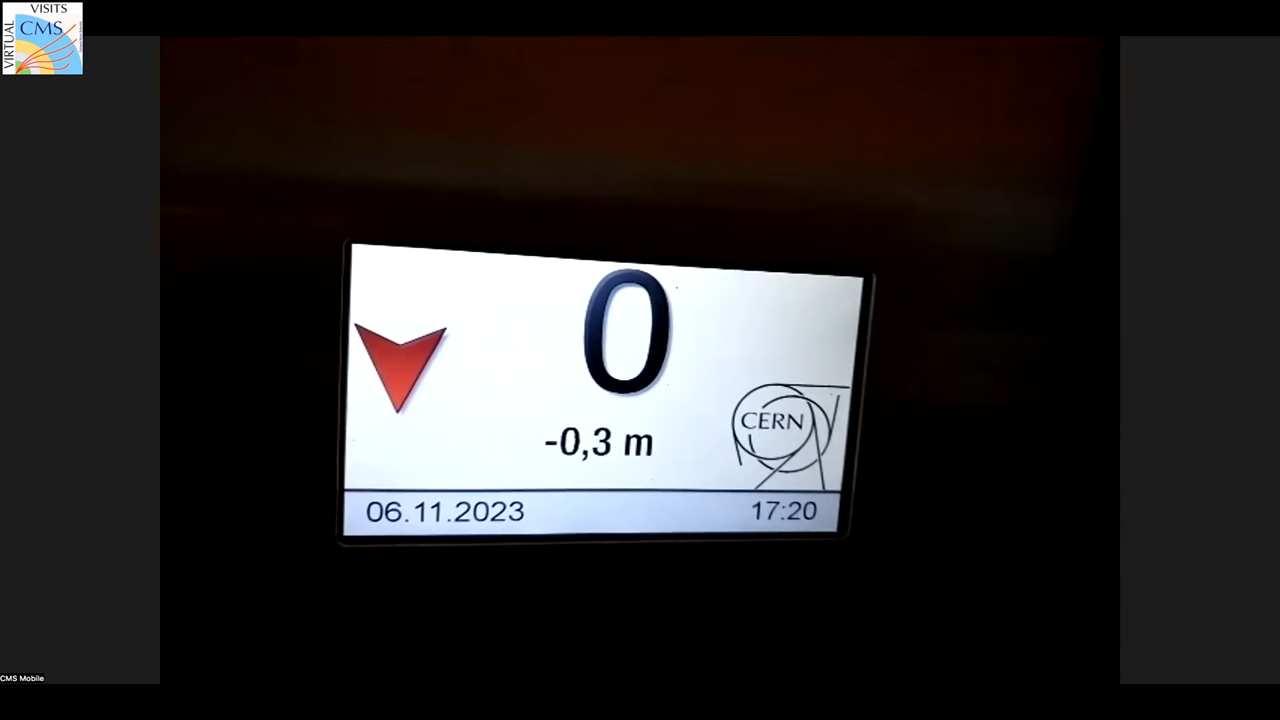 VISITS
CMS
VIRTUAL
0
-0,3 m
CERN
06.11.2023
17:20
CMS Mobile